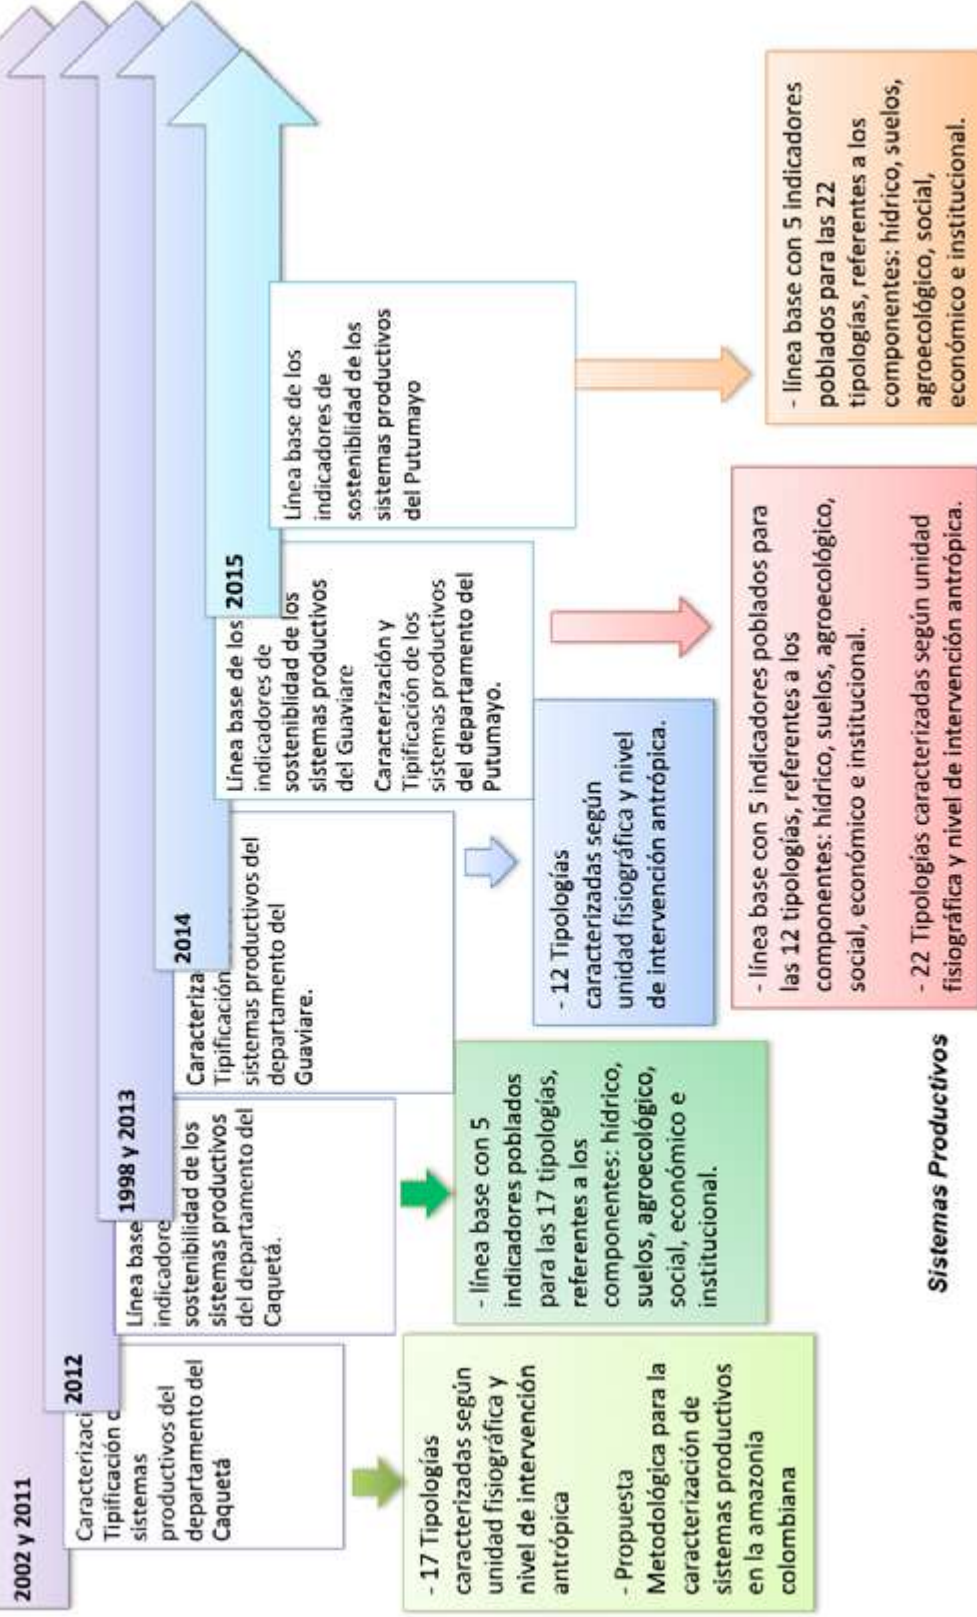 2002 y 2011
Tipificación
sistemas
productivos del
departamento del
Caquetá
- 17 Tipologías
caracterizadas según
unidad fisiográfica y
nivel de intervención
antrópica
- Propuesta
Metodológica para la
caracterización de
sistemas productivos
en la amazonia
colombiana
2012
Línea base
sostenibilidad de los
sistemas productivos
del departamento del
Caquetá.
- línea base con 5
indicadores poblados
para las 17 tipologías,
referentes a los
componentes: hídrico,
suelos, agroecológico,
social, económico e
institucional.
1998 y 2013
Tipificación
sistemas productivos del
departamento del
Guaviare.
- 12 Tipologías
caracterizadas según
unidad fisiográfica y nivel
de intervención antrópica.
2014
Línea base de los
indicadores de
sosteniblidad de los
sistemas productivos
del Guaviare
Caracterización y
Tipificación de los
sistemas productivos
del departamento del
Putumayo.
- línea base con 5 indicadores poblados para
las 12 tipologias, referentes a los
componentes: hídrico, suelos, agroecológico,
social, económico e institucional.
- 22 Tipologías caracterizadas según unidad
fisiográfica y nivel de intervención antrópica.
2015
Línea base de los
indicadores de
sosteniblidad de los
sistemas productivos
del Putumayo
- línea base con 5 indicadores
poblados para las 22
tipologías, referentes a los
componentes: hídrico, suelos,
agroecológico, social,
económico e institucional.
Sistemas Productivos